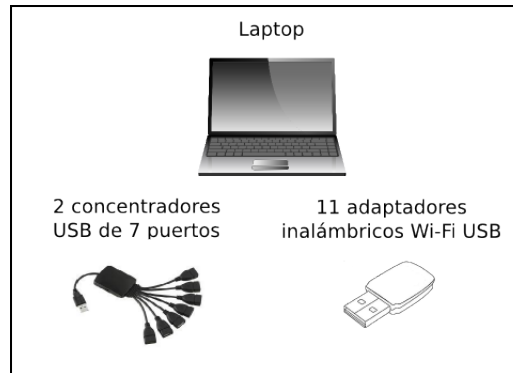 Laptop
2 concentradores
USB de 7 puertos
11 adaptadores
inalámbricos Wi-Fi USB